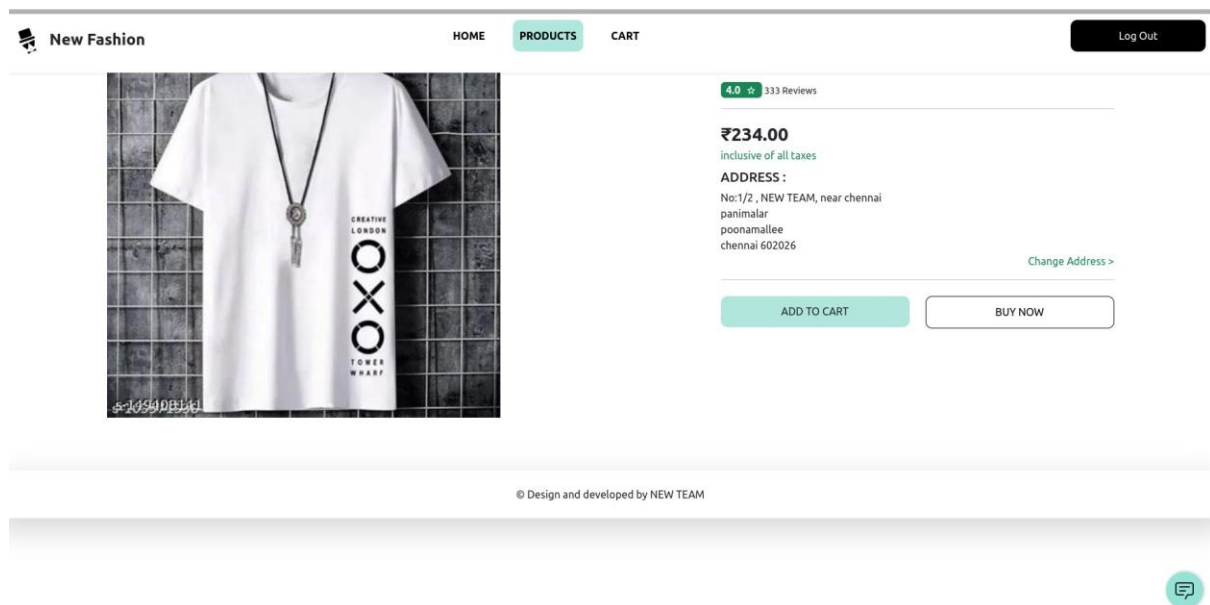 New Fashion
HOME PRODUCTS CART
Log Out
4.0 ☆ 333 Reviews
₹234.00
inclusive of all taxes
ADDRESS :
No:1/2 , NEW TEAM, near chennai
panimalar
poonamallee
chennai 602026
Change Address >
ADD TO CART
BUY NOW
CREATIVE
LONDON
OXO
TOWER
WHARF
© Design and developed by NEW TEAM